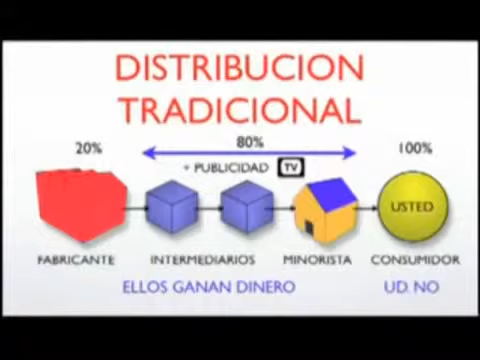 DISTRIBUCION
TRADICIONAL
20%
80%
100%
+ PUBLICIDAD TV
USTED
FABRICANTE
INTERMEDIARIOS
MINORISTA
CONSUMIDOR
ELLOS GANAN DINERO
UD. NO